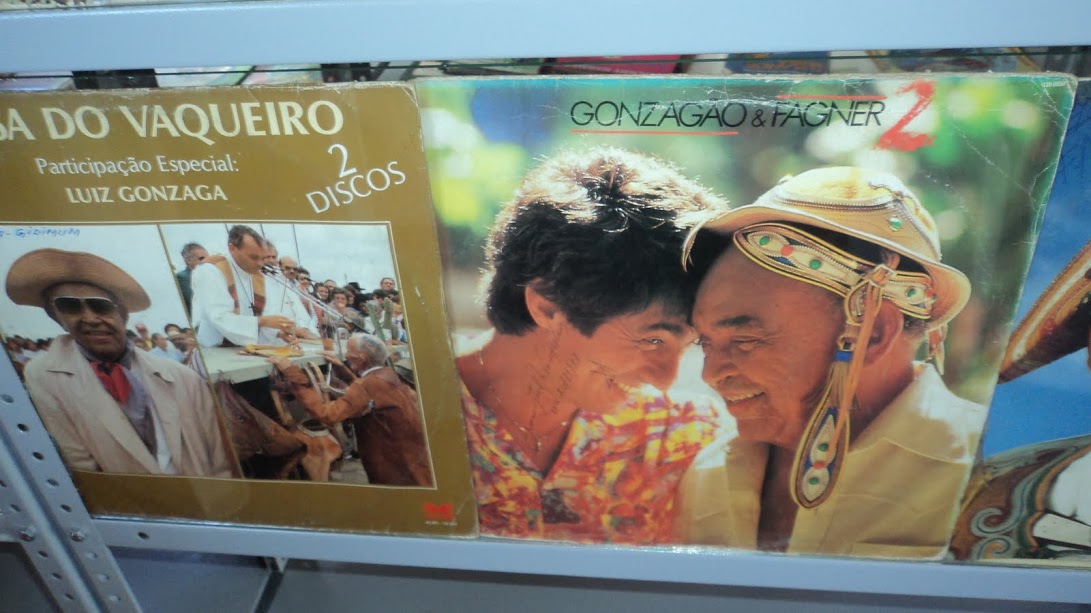 SA DO VAQUEIRO
Participação Especial:
LUIZ GONZAGA
2
DISCOS
GONZAGÃO & FAGNER 2